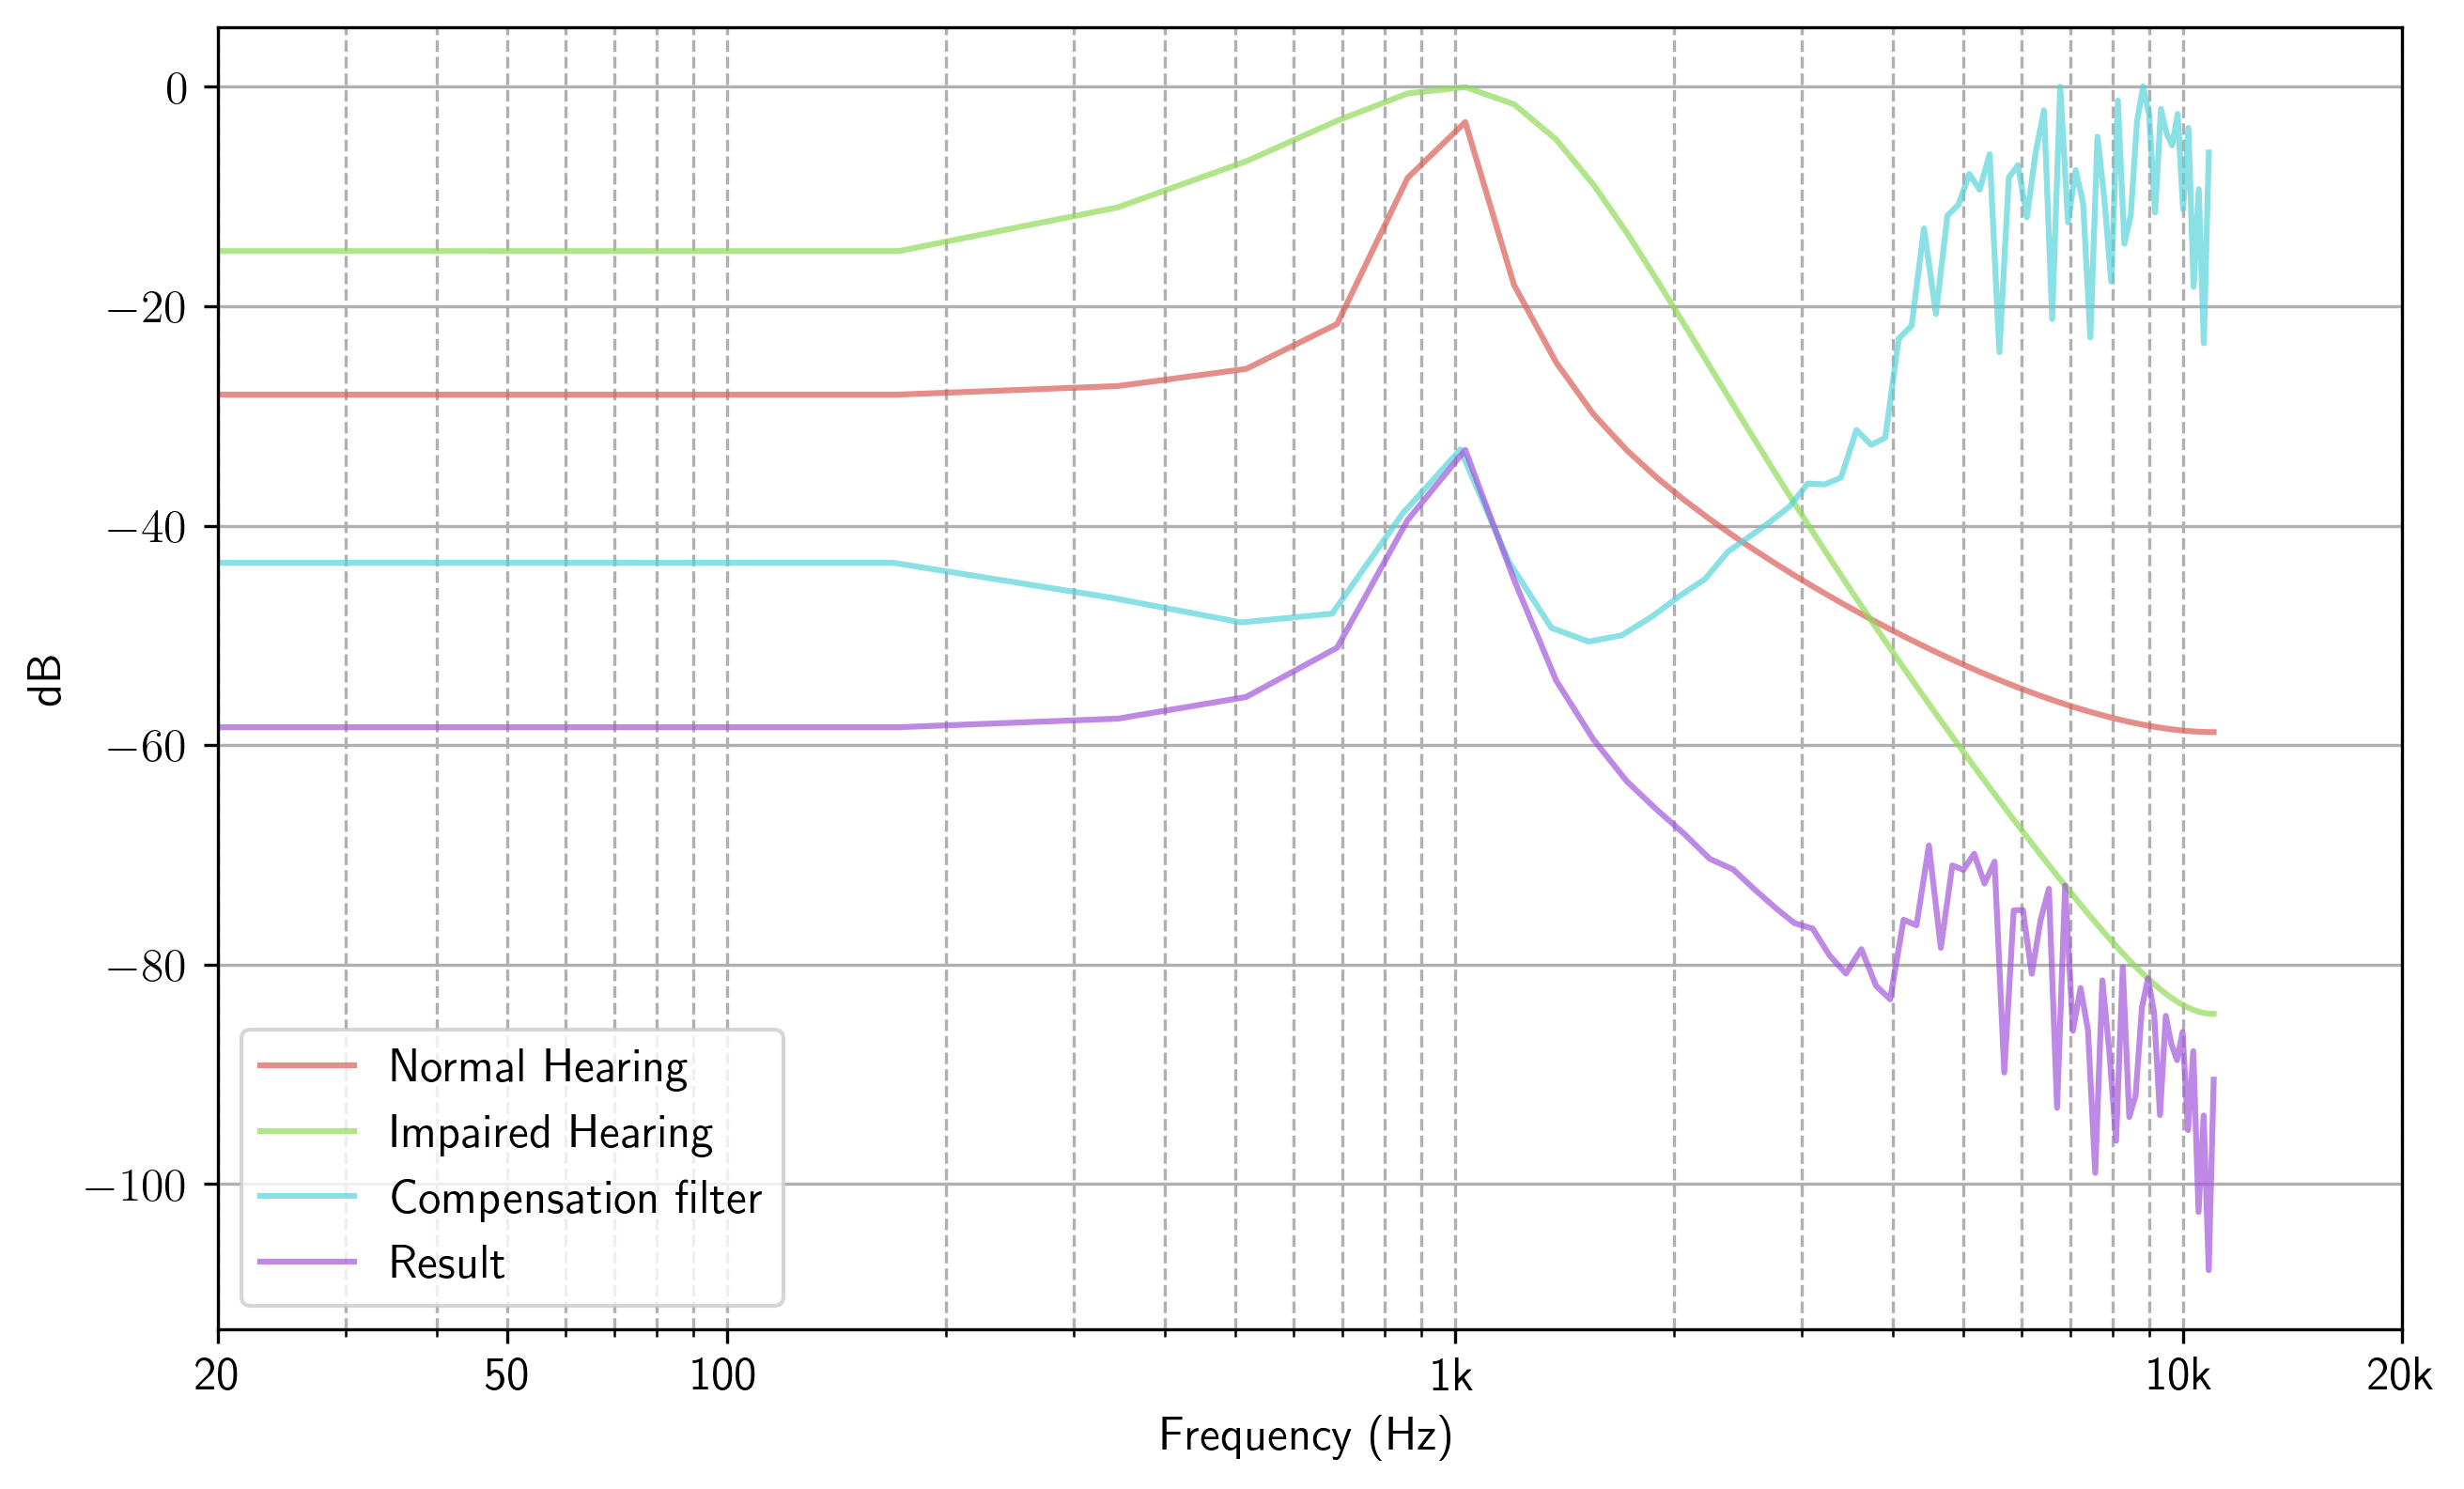 0
−20
−40
−60
−80
−100
dB
Normal Hearing
Impaired Hearing
Compensation filter
Result
20 50 100 1k 10k 20k
Frequency (Hz)